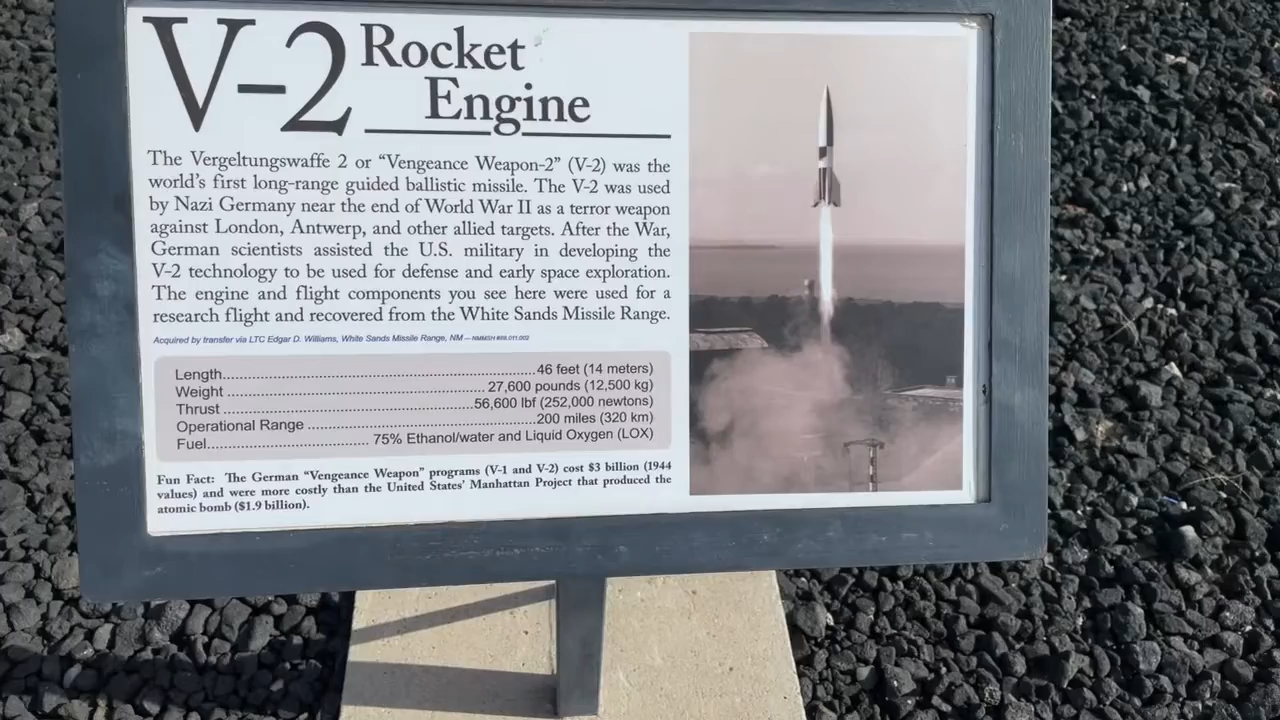 V-2 Rocket
Engine
The Vergeltungswaffe 2 or “Vengeance Weapon-2” (V-2) was the
world’s first long-range guided ballistic missile. The V-2 was used
by Nazi Germany near the end of World War II as a terror weapon
against London, Antwerp, and other allied targets. After the War,
German scientists assisted the U.S. military in developing the
V-2 technology to be used for defense and early space exploration.
The engine and flight components you see here were used for a
research flight and recovered from the White Sands Missile Range.
Acquired by transfer via LTC Edgar D. Williams, White Sands Missile Range, NM – NMMSH #88.011.002
Length..........................................................46 feet (14 meters)
Weight ................................................27,600 pounds (12,500 kg)
Thrust ..............................................56,600 lbf (252,000 newtons)
Operational Range ..........................................200 miles (320 km)
Fuel.............................. 75% Ethanol/water and Liquid Oxygen (LOX)
Fun Fact: The German “Vengeance Weapon” programs (V-1 and V-2) cost $3 billion (1944
values) and were more costly than the United States’ Manhattan Project that produced the
atomic bomb ($1.9 billion).